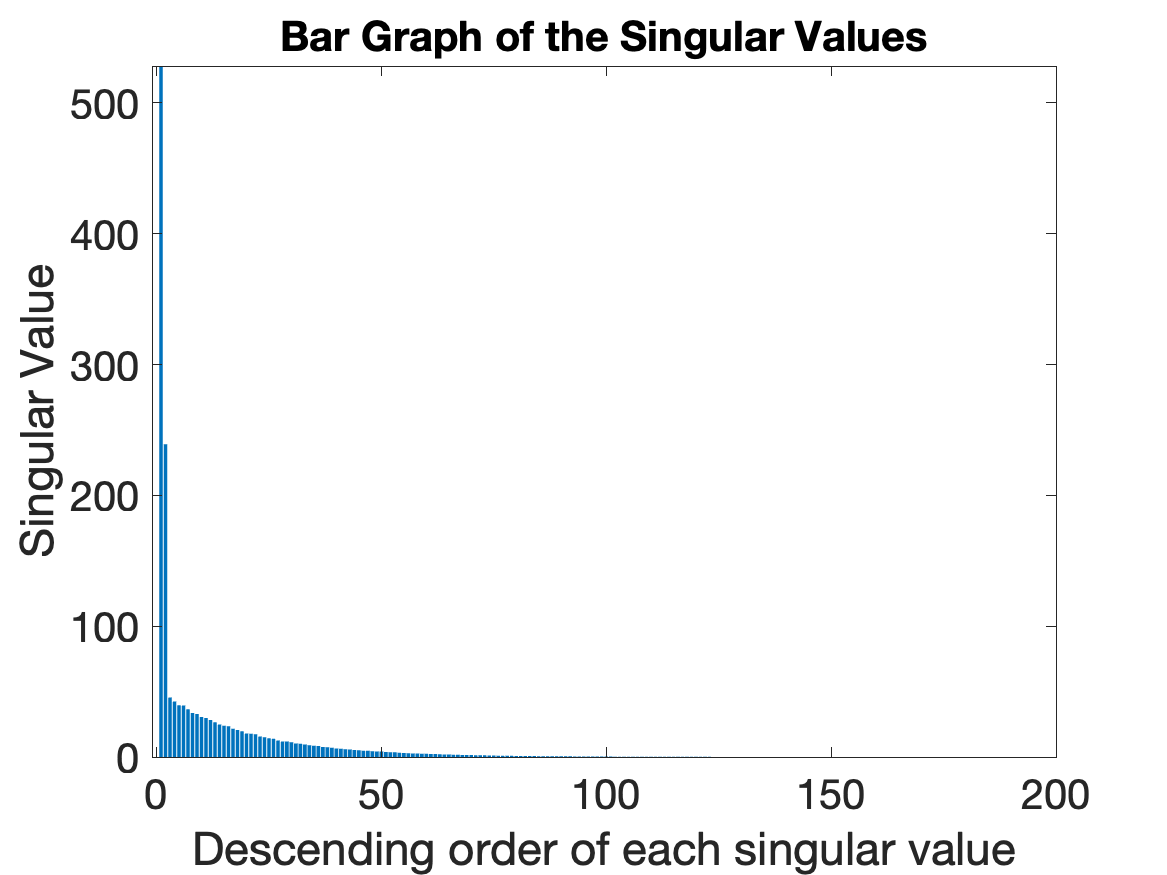 Bar Graph of the Singular Values
500
400
300
200
100
0
Singular Value
0 50 100 150 200
Descending order of each singular value